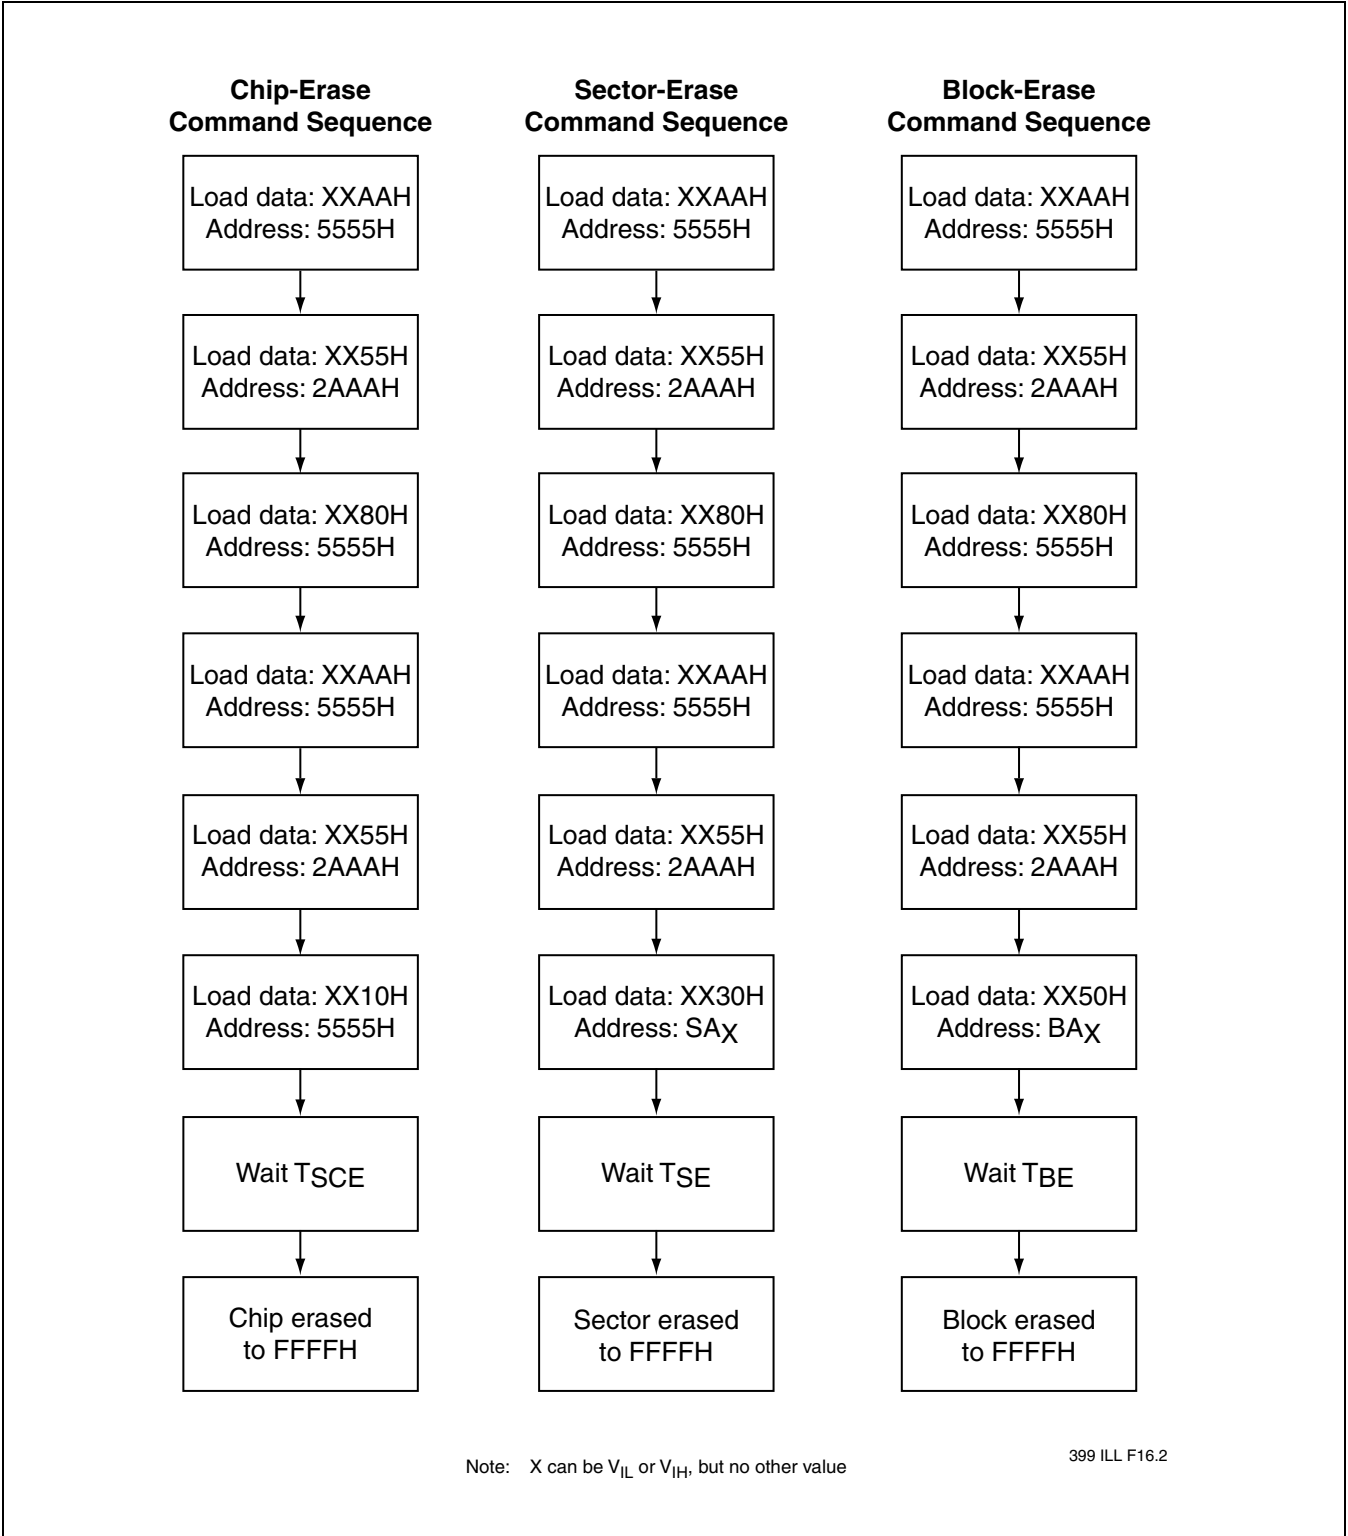 Chip-Erase
Command Sequence
Load data: XXAAH
Address: 5555H
Load data: XX55H
Address: 2AAAH
Load data: XX80H
Address: 5555H
Load data: XXAAH
Address: 5555H
Load data: XX55H
Address: 2AAAH
Load data: XX10H
Address: 5555H
Wait TSCE
Chip erased
to FFFFH
Sector-Erase
Command Sequence
Load data: XXAAH
Address: 5555H
Load data: XX55H
Address: 2AAAH
Load data: XX80H
Address: 5555H
Load data: XXAAH
Address: 5555H
Load data: XX55H
Address: 2AAAH
Load data: XX30H
Address: SAX
Wait TSE
Sector erased
to FFFFH
Block-Erase
Command Sequence
Load data: XXAAH
Address: 5555H
Load data: XX55H
Address: 2AAAH
Load data: XX80H
Address: 5555H
Load data: XXAAH
Address: 5555H
Load data: XX55H
Address: 2AAAH
Load data: XX50H
Address: BAX
Wait TBE
Block erased
to FFFFH
Note: X can be VIL or VIH, but no other value
399 ILL F16.2